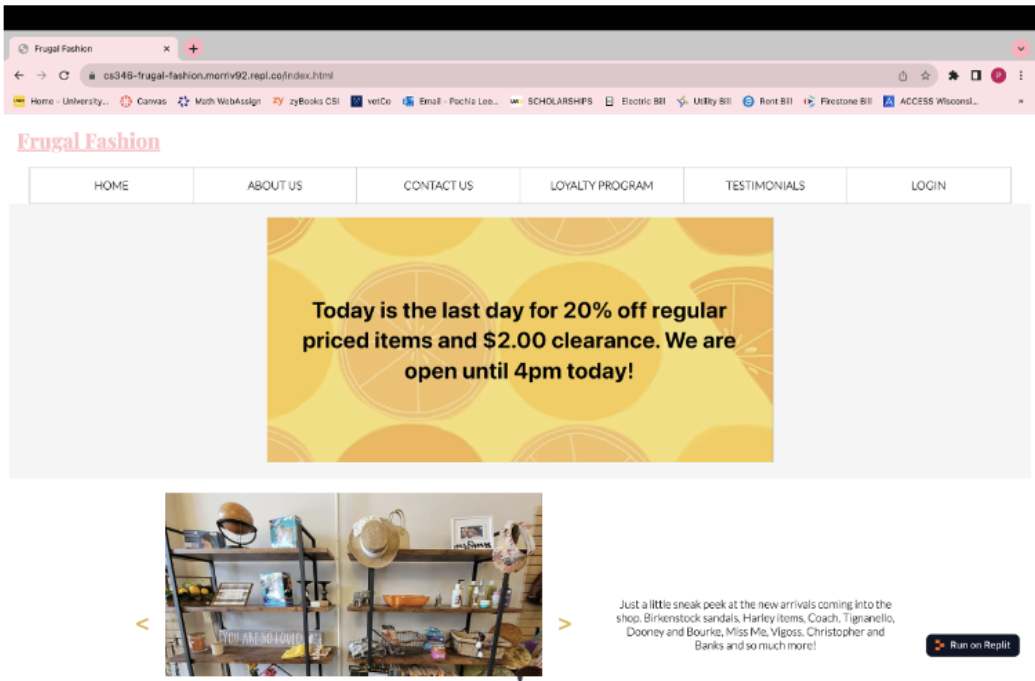 Frugal Fashion
cs346-frugal-fashion.morriv92.repl.co/index.html
Home - University... Canvas Math WebAssign zyBooks CSI vetCo Email - Pachia Lee... SCHOLARSHIPS Electric Bill Utility Bill Rent Bill Firestone Bill ACCESS Wisconsi...
Frugal Fashion
HOME ABOUT US CONTACT US LOYALTY PROGRAM TESTIMONIALS LOGIN
Today is the last day for 20% off regular
priced items and $2.00 clearance. We are
open until 4pm today!
YOU ARE SO LOVED
< >
Just a little sneak peek at the new arrivals coming into the
shop. Birkenstock sandals, Harley items, Coach, Tignanello,
Dooney and Bourke, Miss Me, Vigoss, Christopher and
Banks and so much more!
Run on Replit